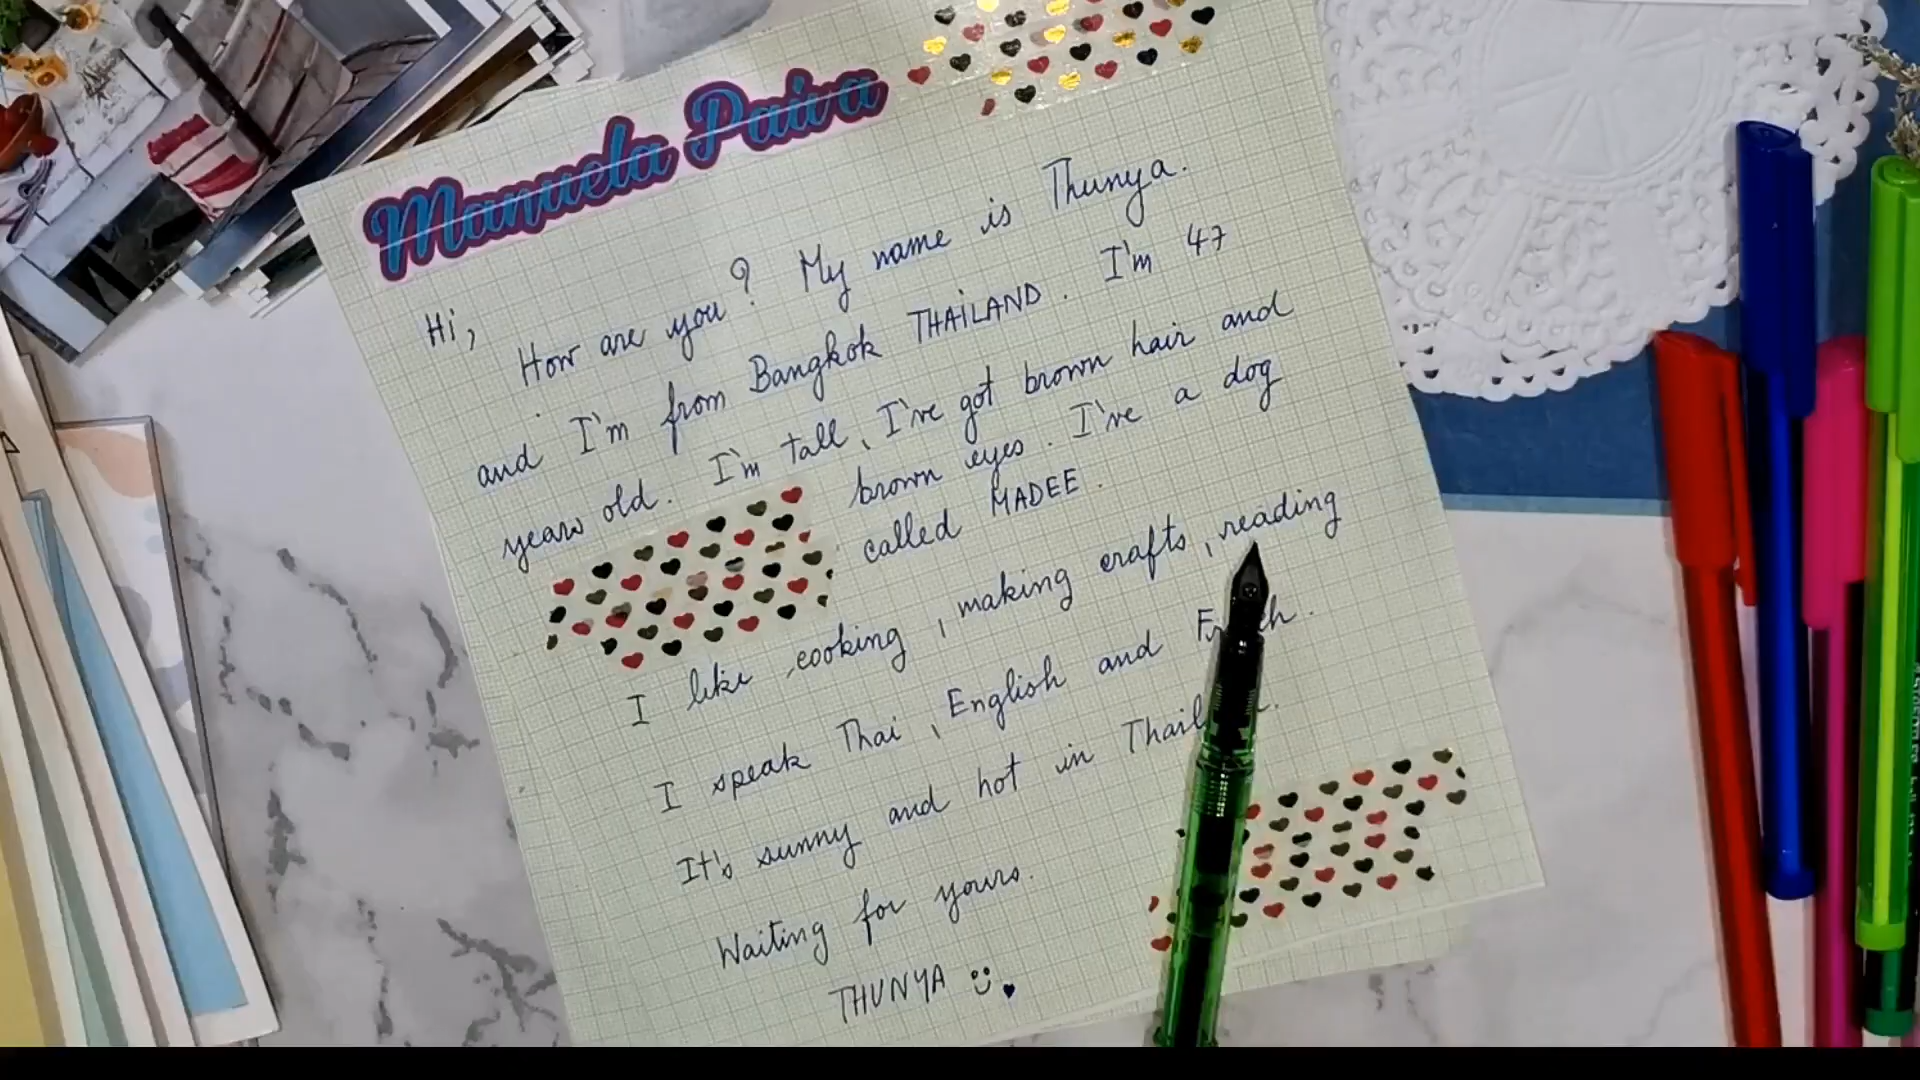 Manuela Paiva
Hi,
How are you? My name is Thunya.
and I'm from Bangkok THAILAND. I'm 47
years old. I'm tall, I've got brown hair and
brown eyes. I've a dog
called MADEE.
I like cooking, making crafts, reading
I speak Thai, English and
It's sunny and hot in
Waiting for yours.
THUNYA